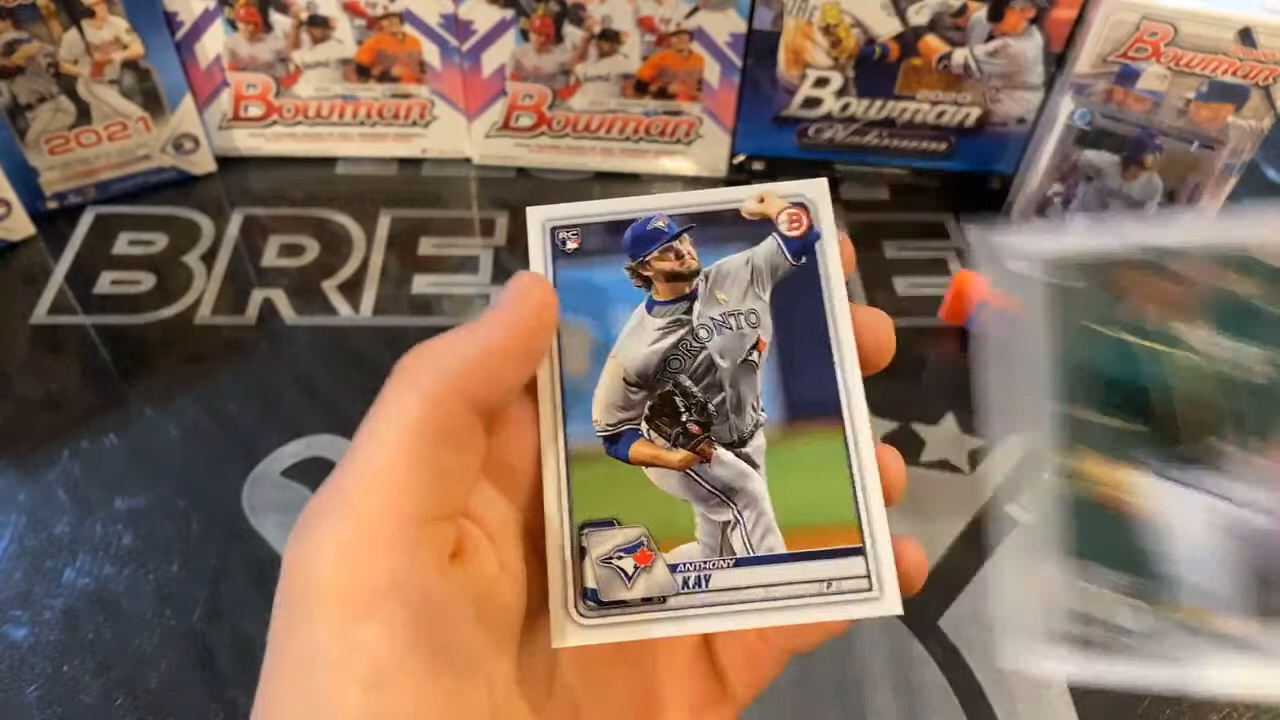 2021
Bowman
Bowman
2020
Bowman
Platinum
Bowman
BRE
E
RC
B
TORONTO
ANTHONY
KAY
P